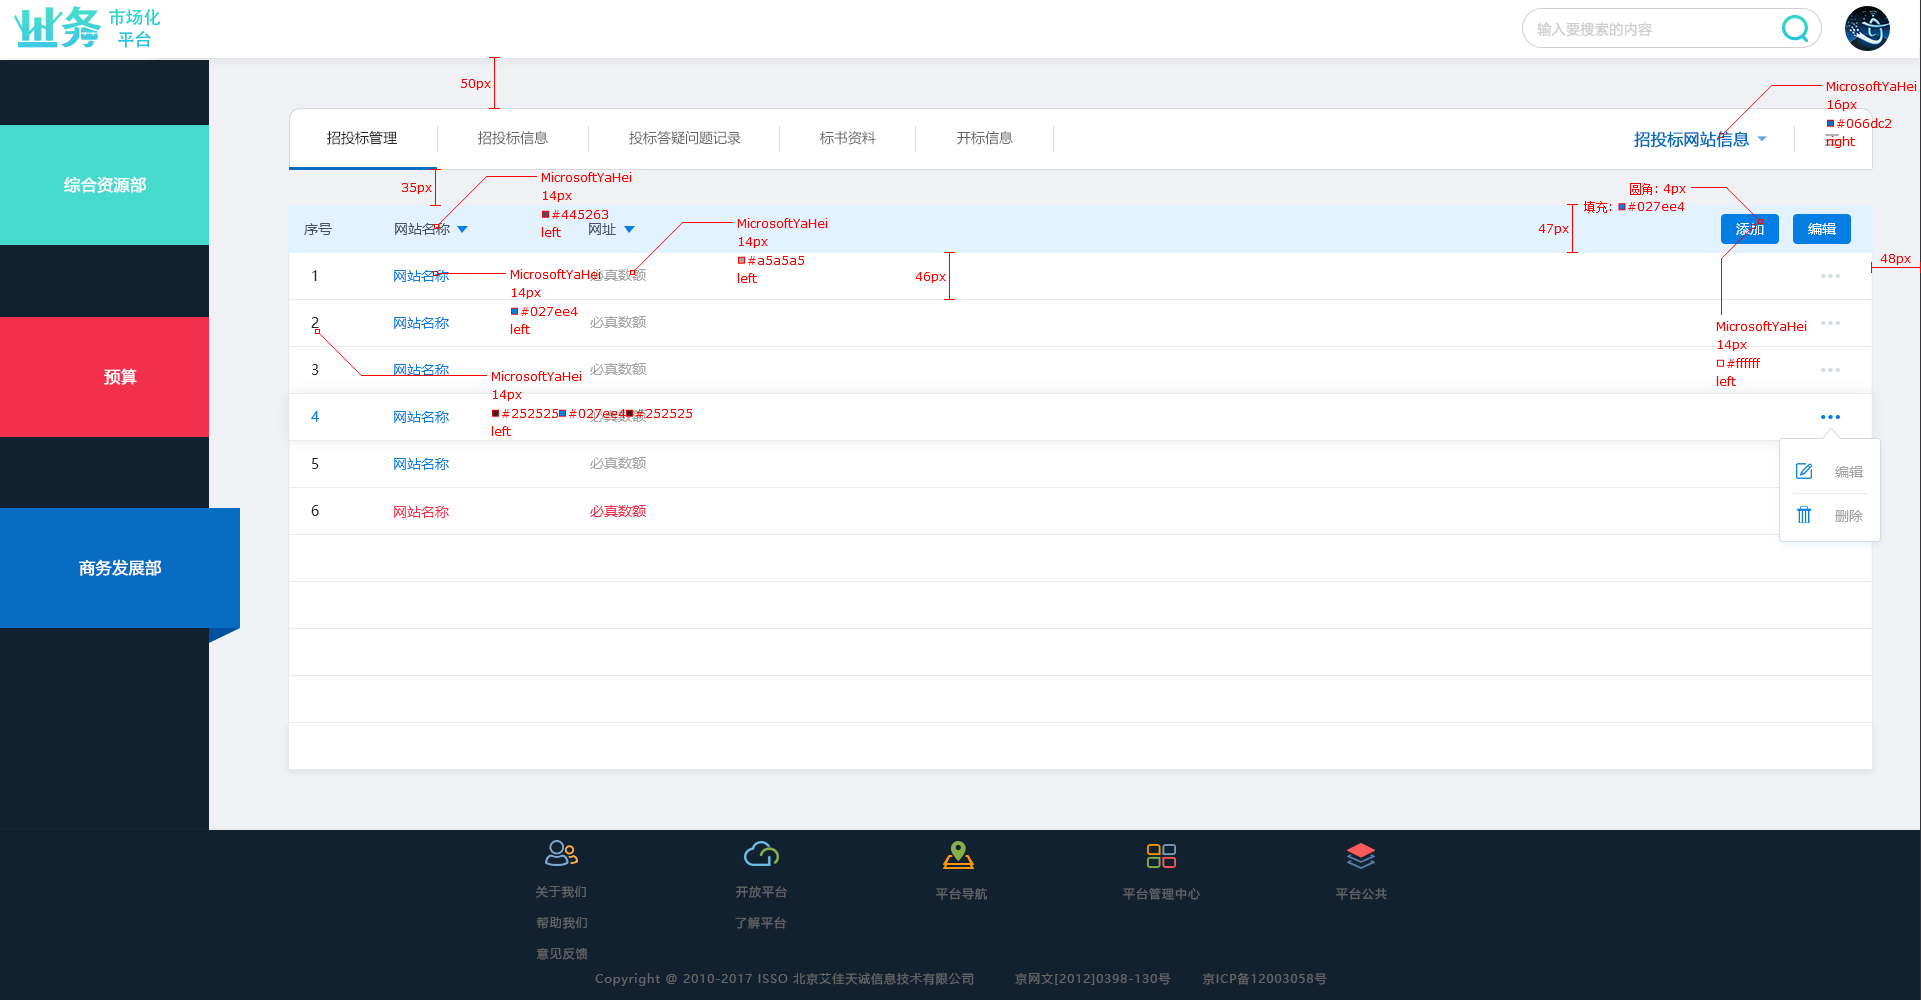 业务 市场化
平台
输入要搜索的内容
50px
MicrosoftYaHei
16px
#066dc2
right
招投标管理
招投标信息
投标答疑问题记录
标书资料
开标信息
招投标网站信息
综合资源部
预算
商务发展部
35px
MicrosoftYaHei
14px
#445263
left
MicrosoftYaHei
14px
#a5a5a5
left
圆角: 4px
填充: #027ee4
47px
序号
网站名称
网址
添加
编辑
48px
1
网站名称
必真数额
MicrosoftYaHei
14px
#027ee4
left
46px
2
网站名称
必真数额
MicrosoftYaHei
14px
#ffffff
left
3
网站名称
必真数额
MicrosoftYaHei
14px
#252525 #027ee4 #252525
left
4
网站名称
必真数额
5
网站名称
必真数额
6
网站名称
必真数额
编辑
删除
关于我们
帮助我们
意见反馈
开放平台
了解平台
平台导航
平台管理中心
平台公共
Copyright @ 2010-2017 ISSO 北京艾佳天诚信息技术有限公司 京网文[2012]0398-130号 京ICP备12003058号